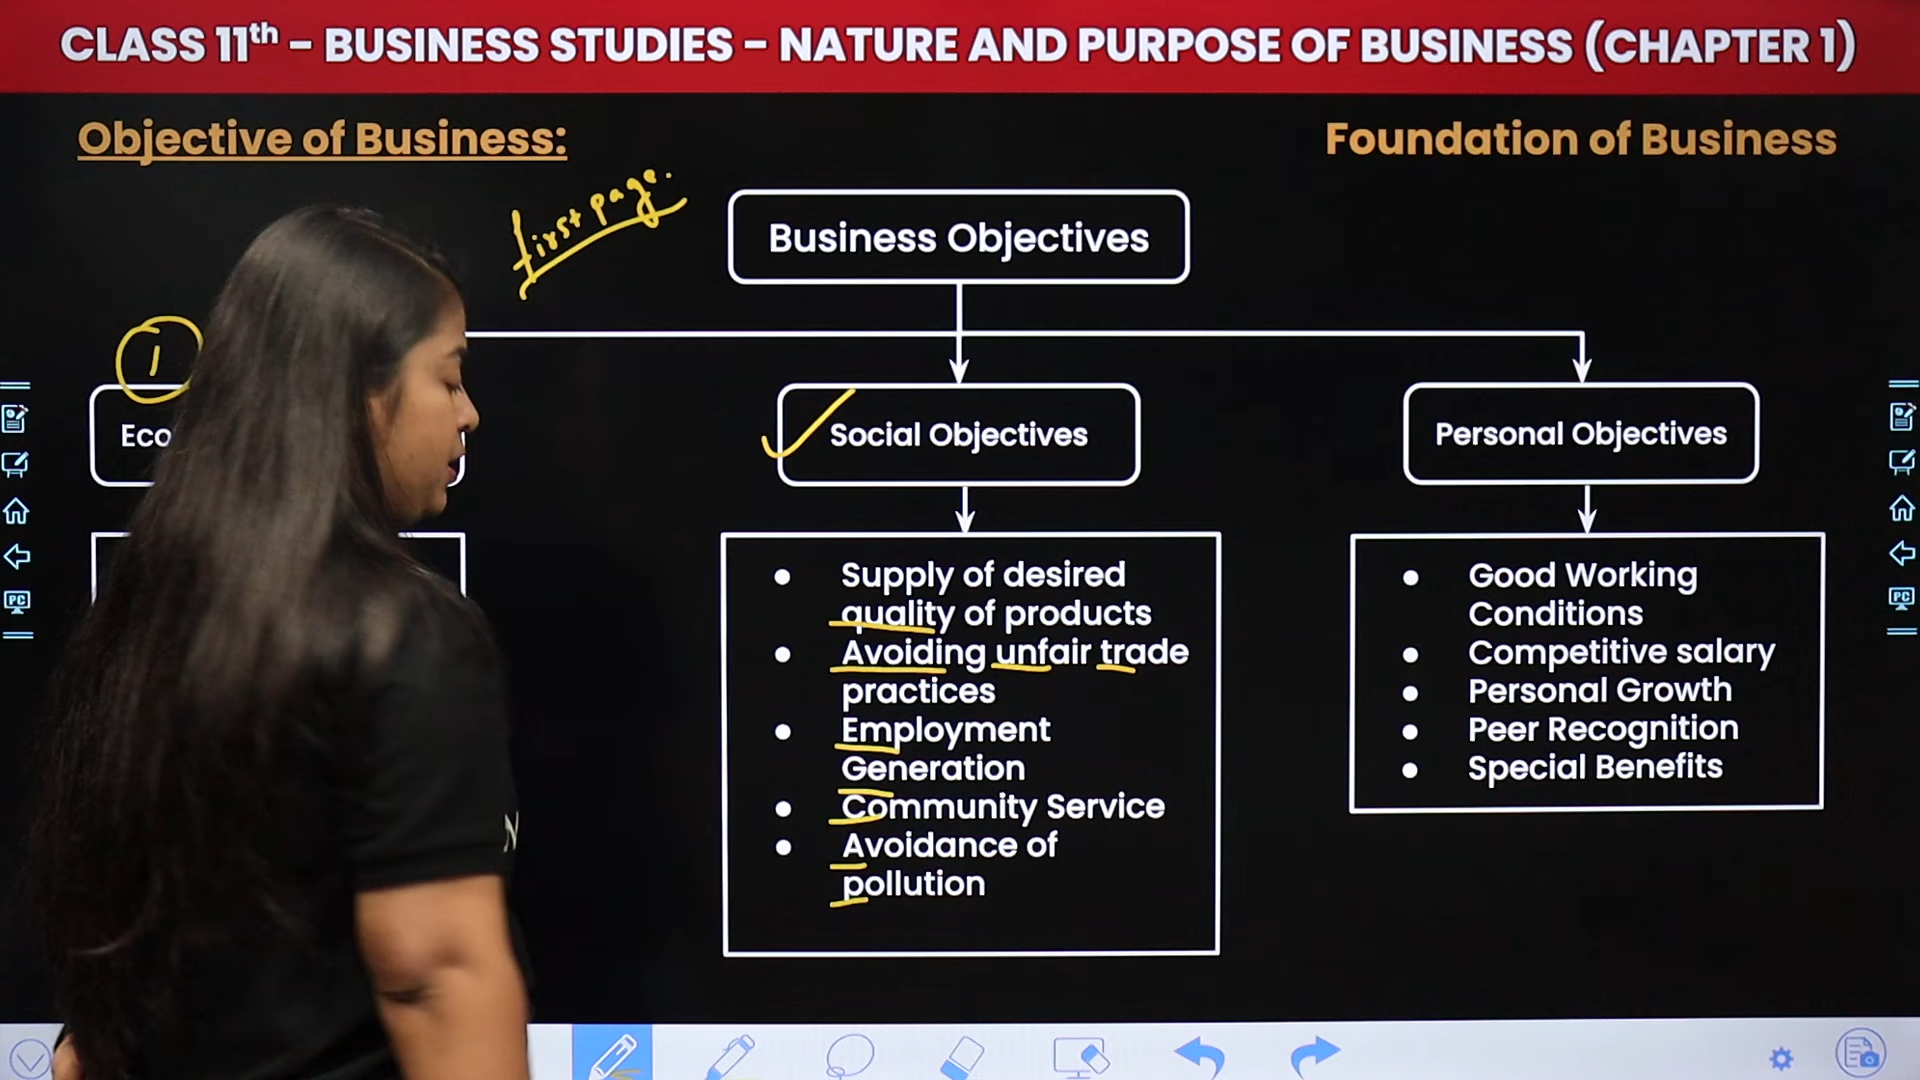 CLASS 11th – BUSINESS STUDIES – NATURE AND PURPOSE OF BUSINESS (CHAPTER 1)
Objective of Business:
Foundation of Business
first page.
Business Objectives
1
Social Objectives
Personal Objectives
Supply of desired
quality of products
Avoiding unfair trade
practices
Employment
Generation
Community Service
Avoidance of
pollution
Good Working
Conditions
Competitive salary
Personal Growth
Peer Recognition
Special Benefits
PC
PC
N